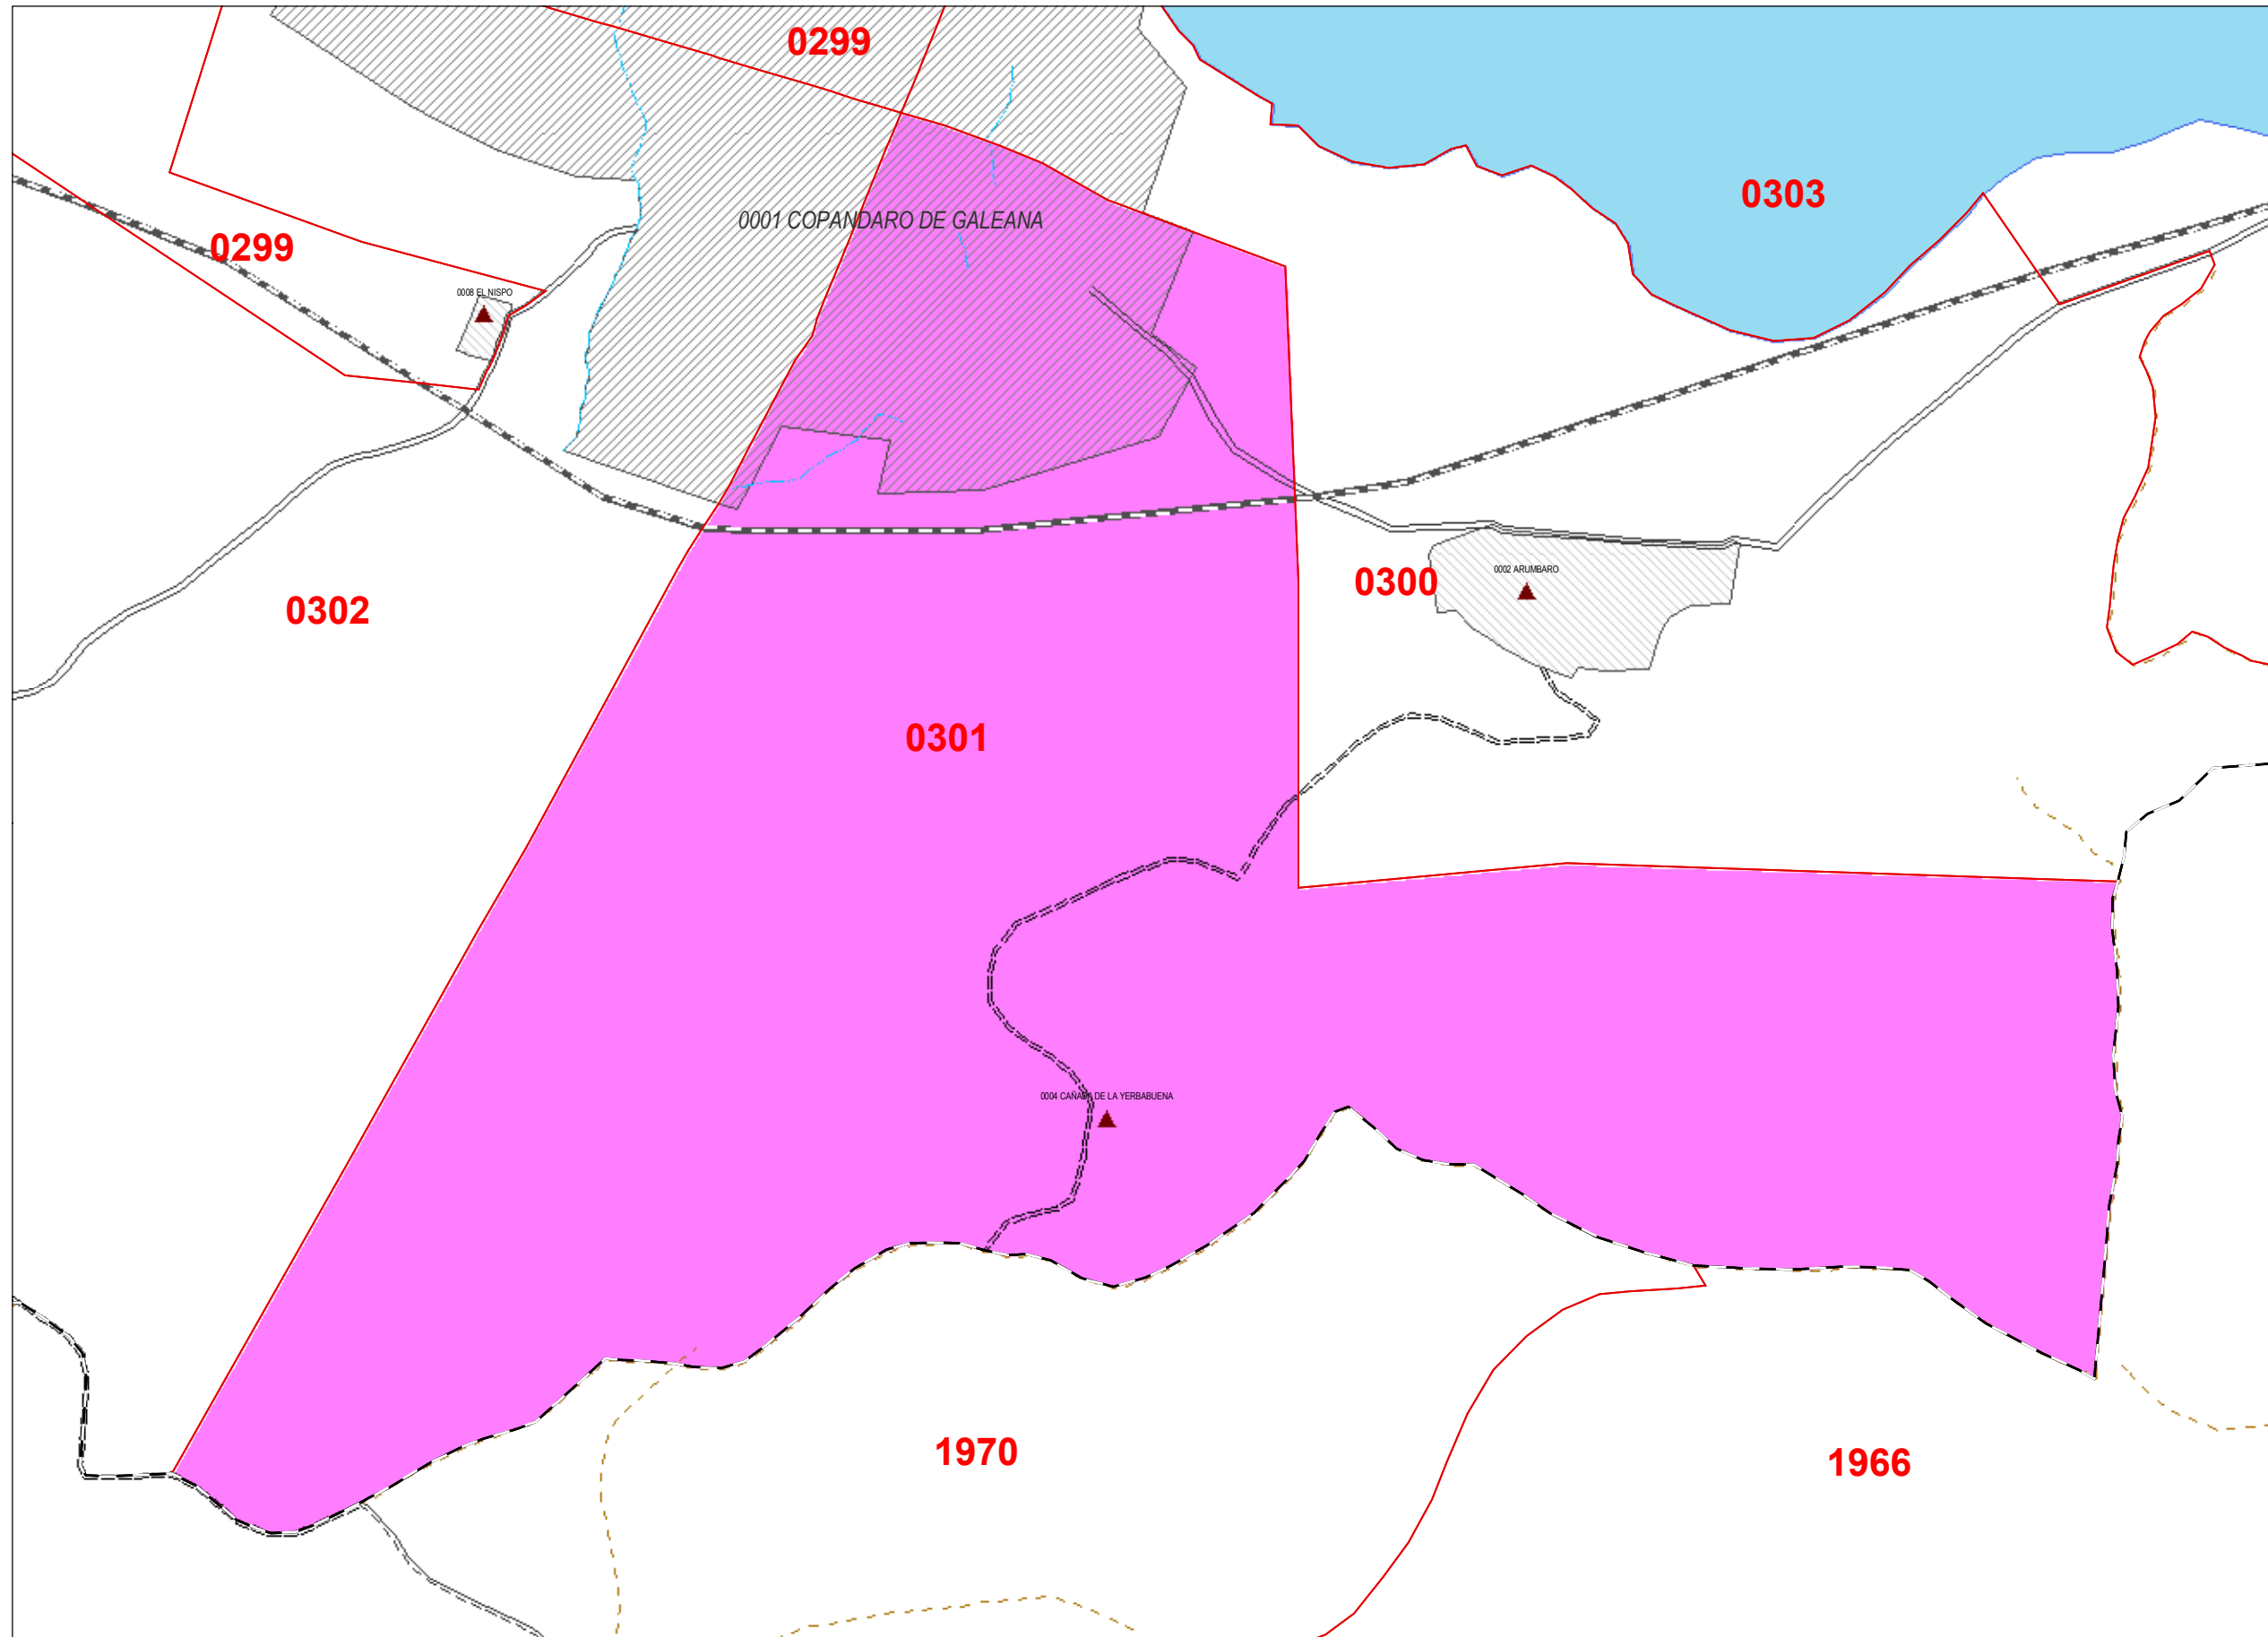 0299
0303
0001 COPANDARO DE GALEANA
0299
0008 EL NISPO
0002 ARUMBARO
0300
0302
0301
0004 CAÑADA DE LA YERBABUENA
1970
1966